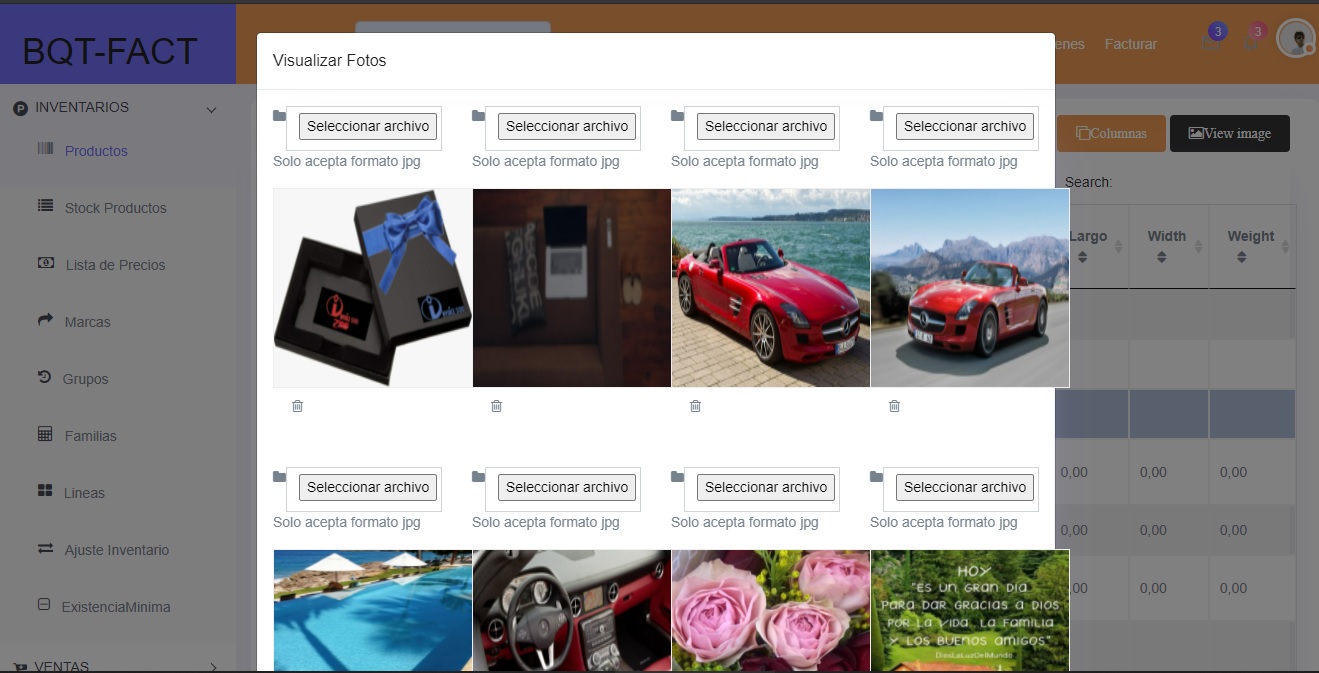 BQT-FACT
enes
Facturar
3
3
Visualizar Fotos
INVENTARIOS
Productos
Stock Productos
Lista de Precios
Marcas
Grupos
Familias
Lineas
Ajuste Inventario
ExistenciaMinima
VENTAS
Seleccionar archivo
Seleccionar archivo
Seleccionar archivo
Seleccionar archivo
Solo acepta formato jpg
Solo acepta formato jpg
Solo acepta formato jpg
Solo acepta formato jpg
Seleccionar archivo
Seleccionar archivo
Seleccionar archivo
Seleccionar archivo
Solo acepta formato jpg
Solo acepta formato jpg
Solo acepta formato jpg
Solo acepta formato jpg
HOY
"ES UN GRAN DIA
PARA DAR GRACIAS A DIOS
POR LA VIDA, LA FAMILIA
Y LOS BUENOS AMIGOS"
DiosLaLuzDelMundo
Columnas
View image
Search:
Largo
Width
Weight
0,00
0,00
0,00
0,00
0,00
0,00
,00
0,00
0,00